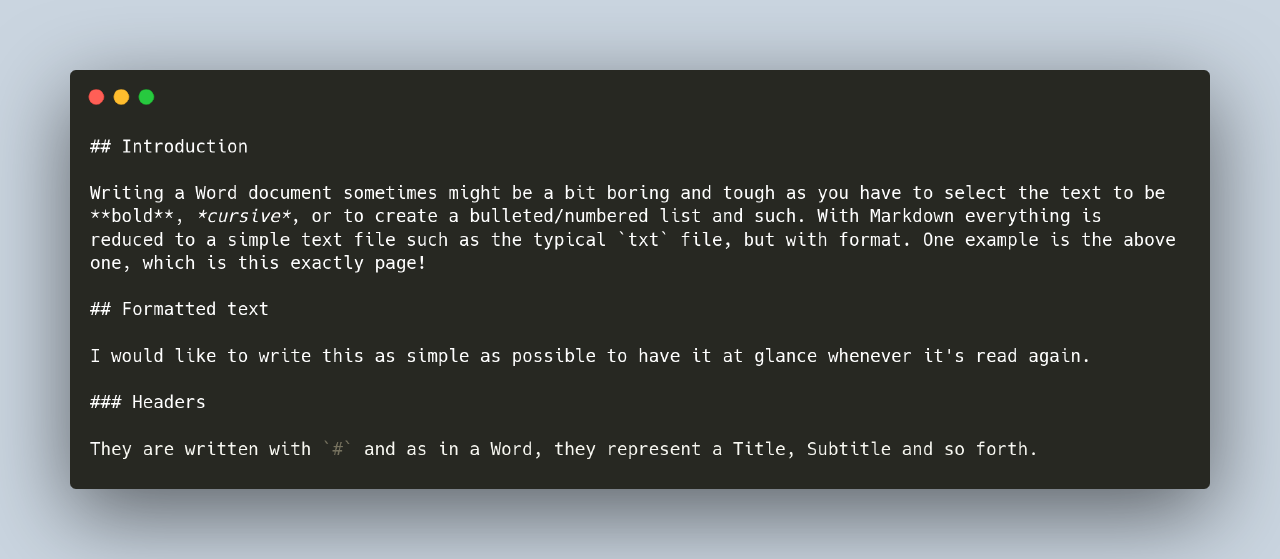 ## Introduction
Writing a Word document sometimes might be a bit boring and tough as you have to select the text to be
**bold**, *cursive*, or to create a bulleted/numbered list and such. With Markdown everything is
reduced to a simple text file such as the typical `txt` file, but with format. One example is the above
one, which is this exactly page!
## Formatted text
I would like to write this as simple as possible to have it at glance whenever it's read again.
### Headers
They are written with `#` and as in a Word, they represent a Title, Subtitle and so forth.